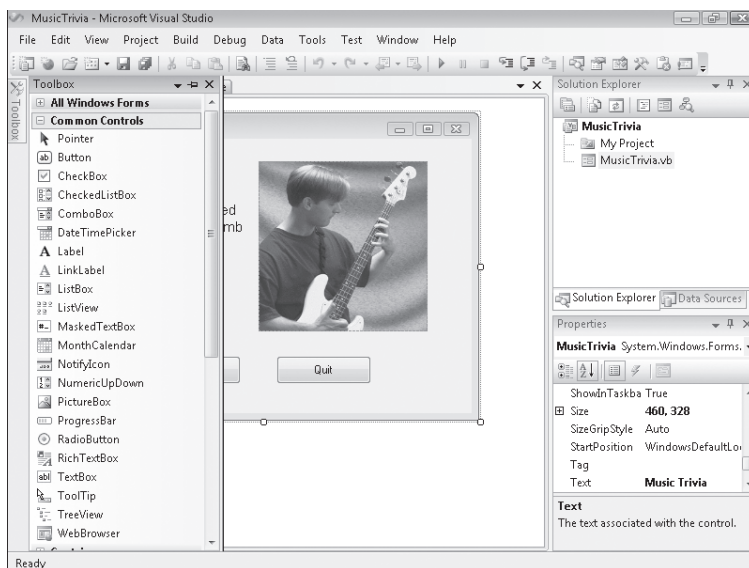 MusicTrivia - Microsoft Visual Studio
File Edit View Project Build Debug Data Tools Test Window Help
Toolbox
Toolbox
All Windows Forms
Common Controls
Pointer
Button
CheckBox
CheckedListBox
ComboBox
DateTimePicker
Label
LinkLabel
ListBox
ListView
MaskedTextBox
MonthCalendar
NotifyIcon
NumericUpDown
PictureBox
ProgressBar
RadioButton
RichTextBox
TextBox
ToolTip
TreeView
WebBrowser
ed
mb
Quit
Solution Explorer
MusicTrivia
My Project
MusicTrivia.vb
Solution Explorer Data Sources
Properties
MusicTrivia System.Windows.Forms.
ShowInTaskba True
Size 460, 328
SizeGripStyle Auto
StartPosition WindowsDefaultLo
Tag
Text Music Trivia
Text
The text associated with the control.
Ready